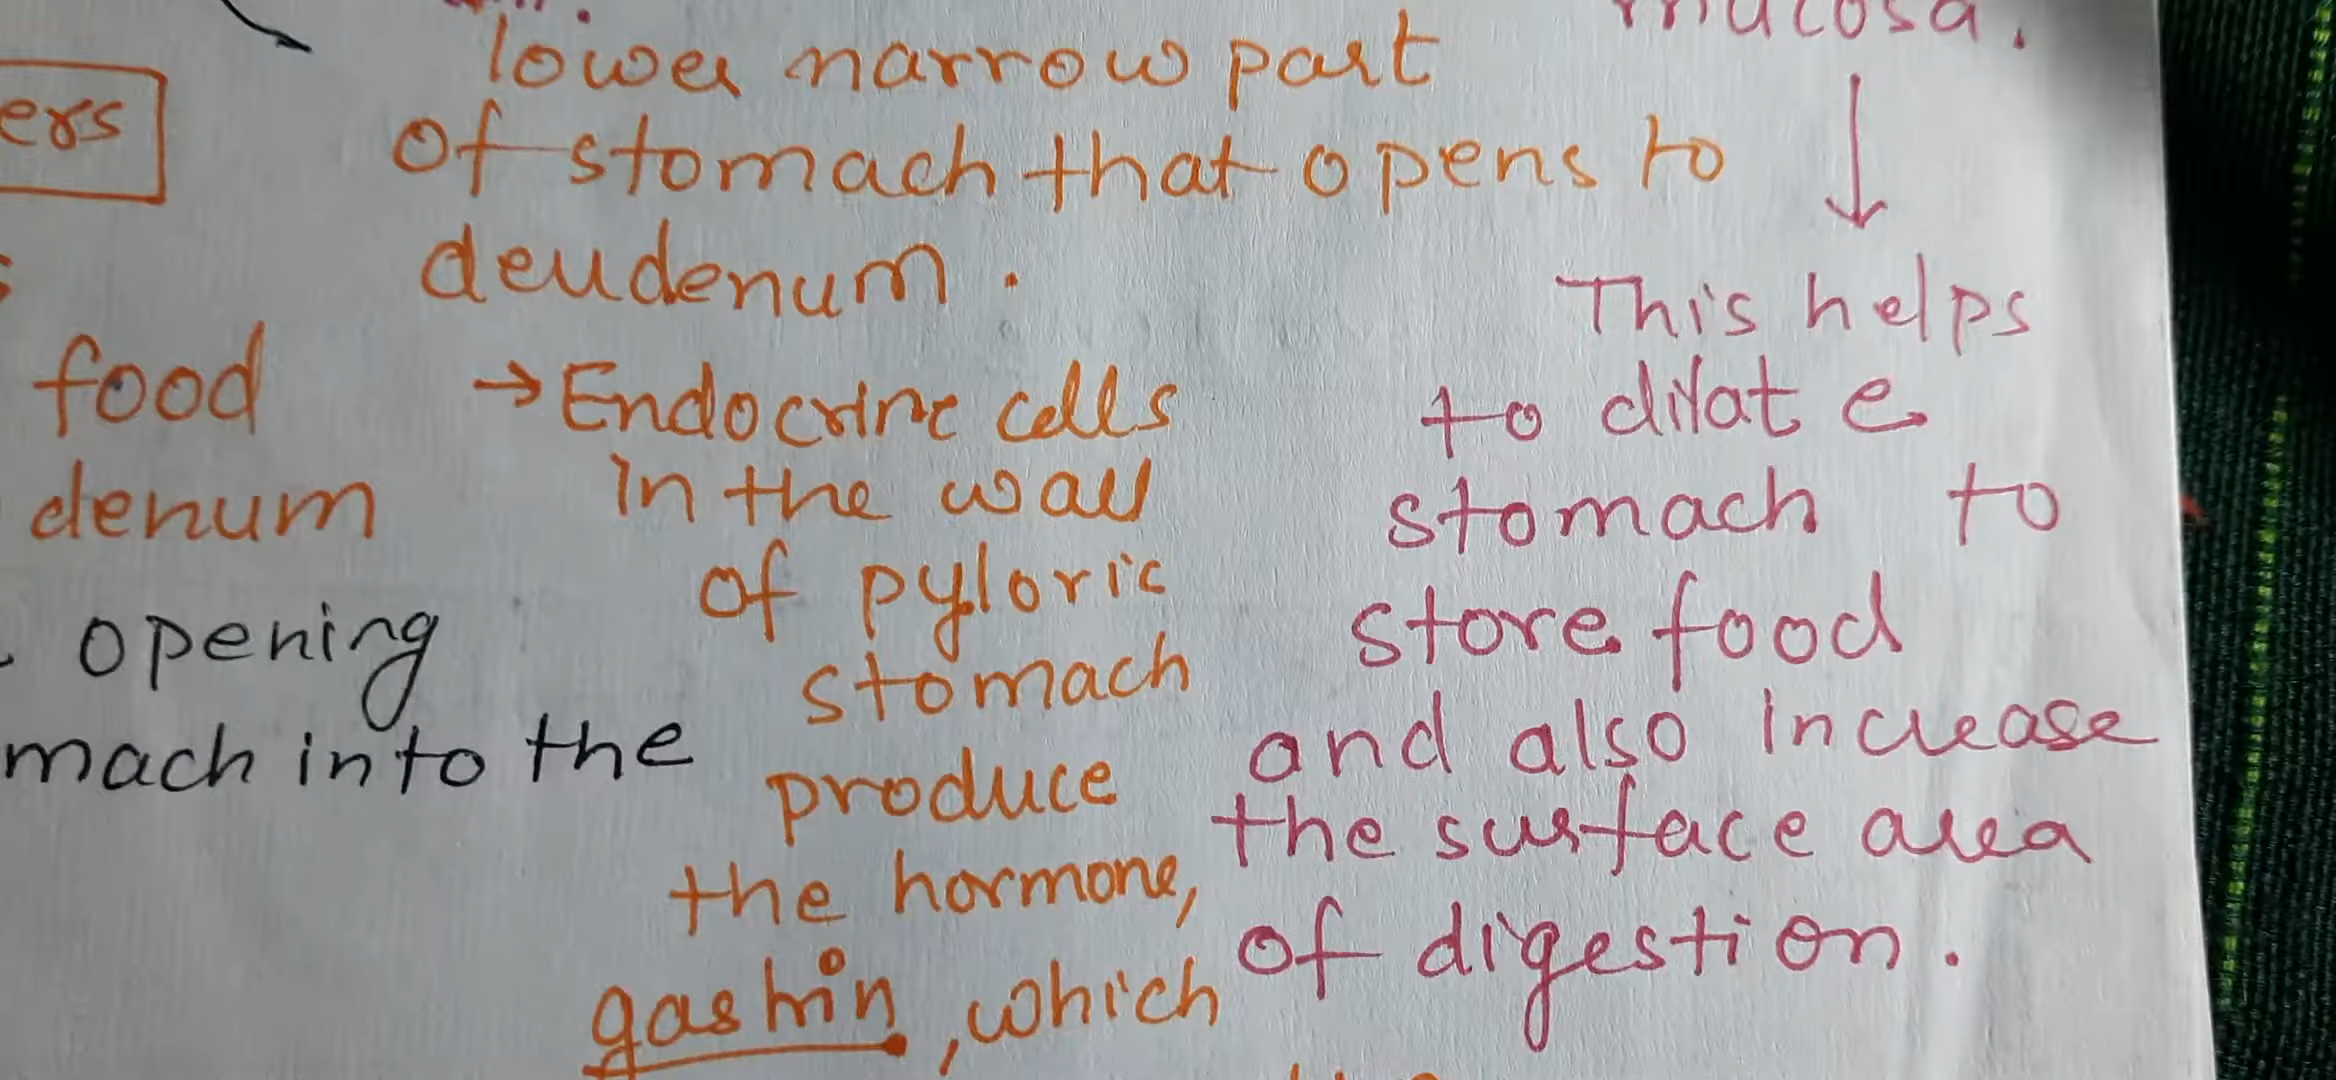 mucosa.
lower narrow part
of stomach that opens to
deudenum.
→ Endocrine cells
in the wall
of pyloric
stomach
produce
the hormone,
gastrin, which
This helps
to dilate
stomach to
store food
and also increase
the surface area
of digestion.
ers
food
denum
opening
mach into the